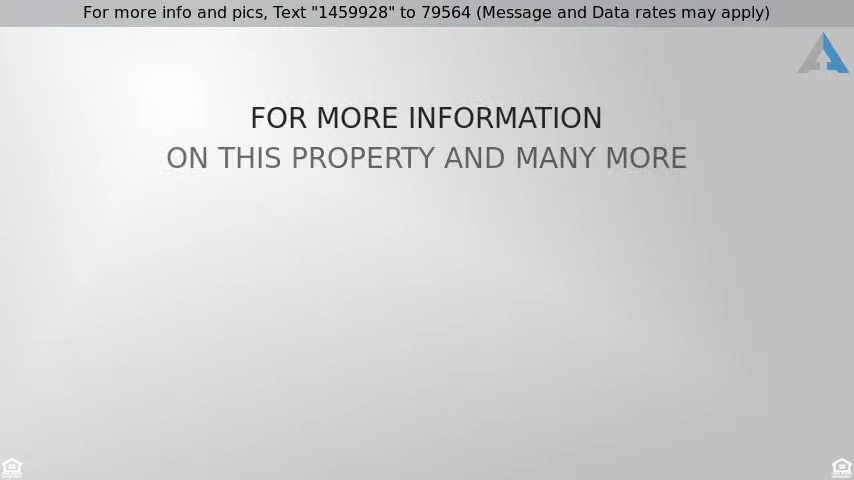 For more info and pics, Text "1459928" to 79564 (Message and Data rates may apply)
FOR MORE INFORMATION
ON THIS PROPERTY AND MANY MORE